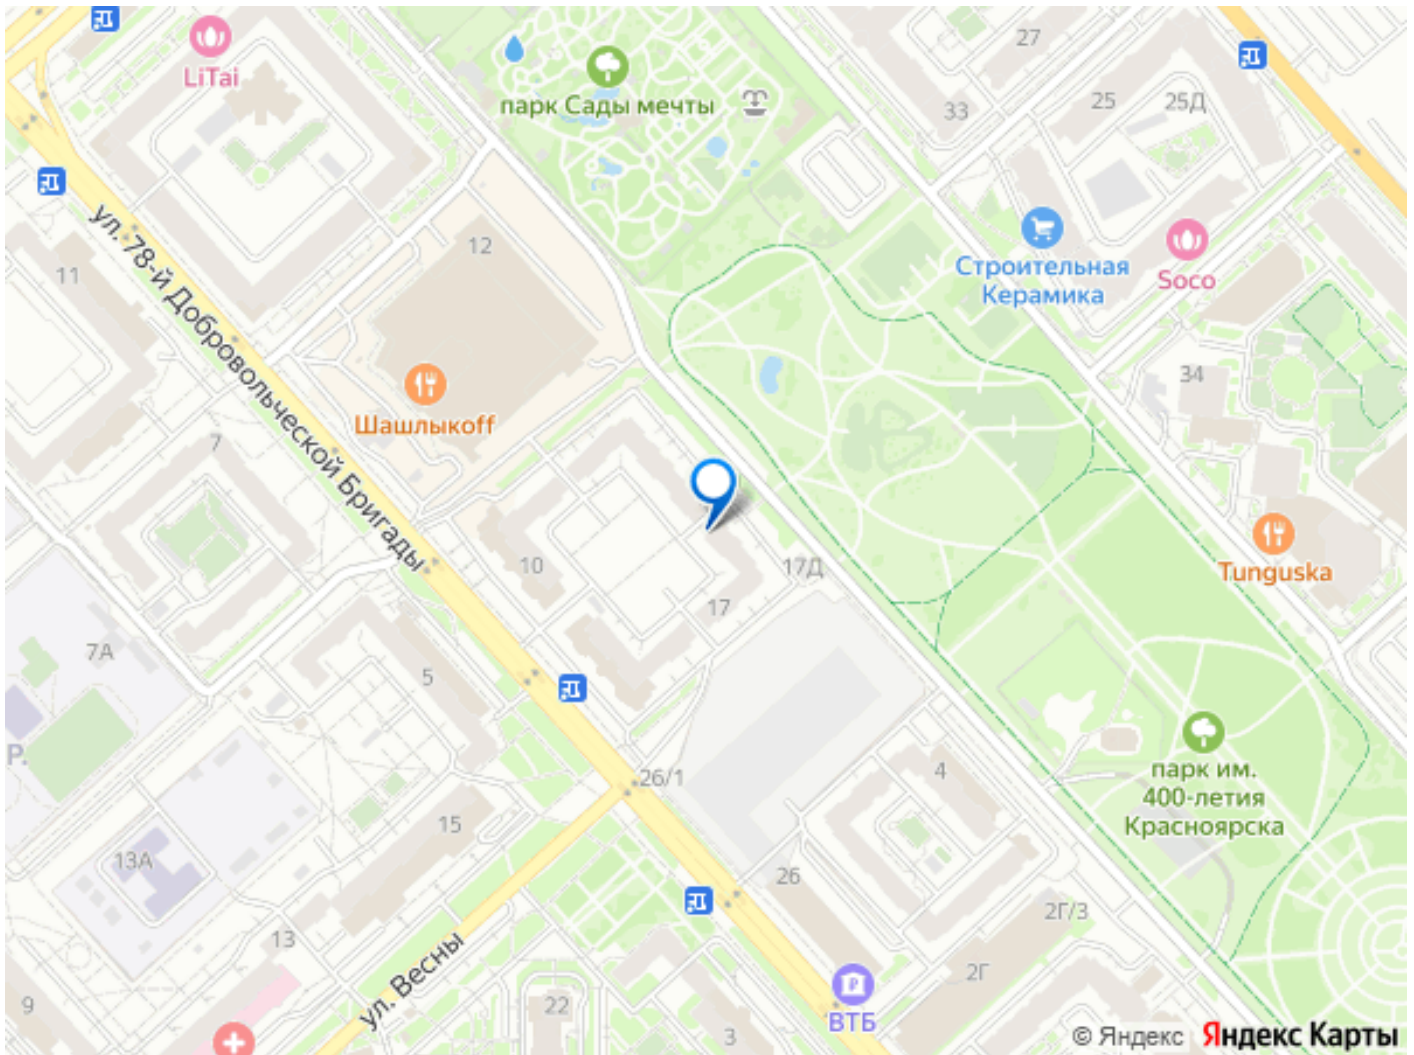 LiTai
парк Сады мечты
27
33
25
25Д
12
11
ул. 78-й Добровольческой Бригады
Строительная
Керамика
Soco
Шашлыкoff
34
7
10
17Д
17
Tunguska
7А
5
Р.
26/1
4
парк им.
400-летия
Красноярска
15
13А
26
2Г/3
13
ул. Весны
2Г
9
22
3
ВТБ
© Яндекс Яндекс Карты